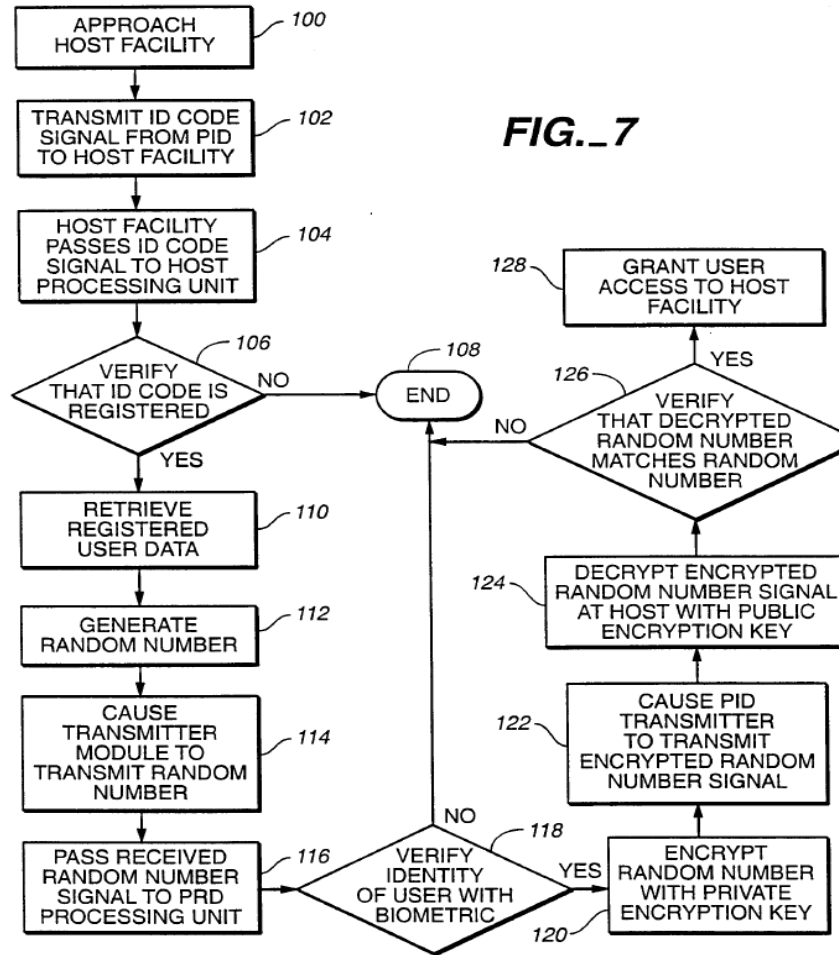 APPROACH
HOST FACILITY
100
TRANSMIT ID CODE
SIGNAL FROM PID
TO HOST FACILITY
102
FIG._7
HOST FACILITY
PASSES ID CODE
SIGNAL TO HOST
PROCESSING UNIT
104
VERIFY
THAT ID CODE IS
REGISTERED
106
NO
YES
END
108
RETRIEVE
REGISTERED
USER DATA
110
GENERATE
RANDOM NUMBER
112
CAUSE
TRANSMITTER
MODULE TO
TRANSMIT RANDOM
NUMBER
114
PASS RECEIVED
RANDOM NUMBER
SIGNAL TO PRD
PROCESSING UNIT
116
VERIFY
IDENTITY
OF USER WITH
BIOMETRIC
118
NO
YES
ENCRYPT
RANDOM NUMBER
WITH PRIVATE
ENCRYPTION KEY
120
CAUSE PID
TRANSMITTER
TO TRANSMIT
ENCRYPTED RANDOM
NUMBER SIGNAL
122
DECRYPT ENCRYPTED
RANDOM NUMBER SIGNAL
AT HOST WITH PUBLIC
ENCRYPTION KEY
124
VERIFY
THAT DECRYPTED
RANDOM NUMBER
MATCHES RANDOM
NUMBER
126
NO
YES
GRANT USER
ACCESS TO HOST
FACILITY
128